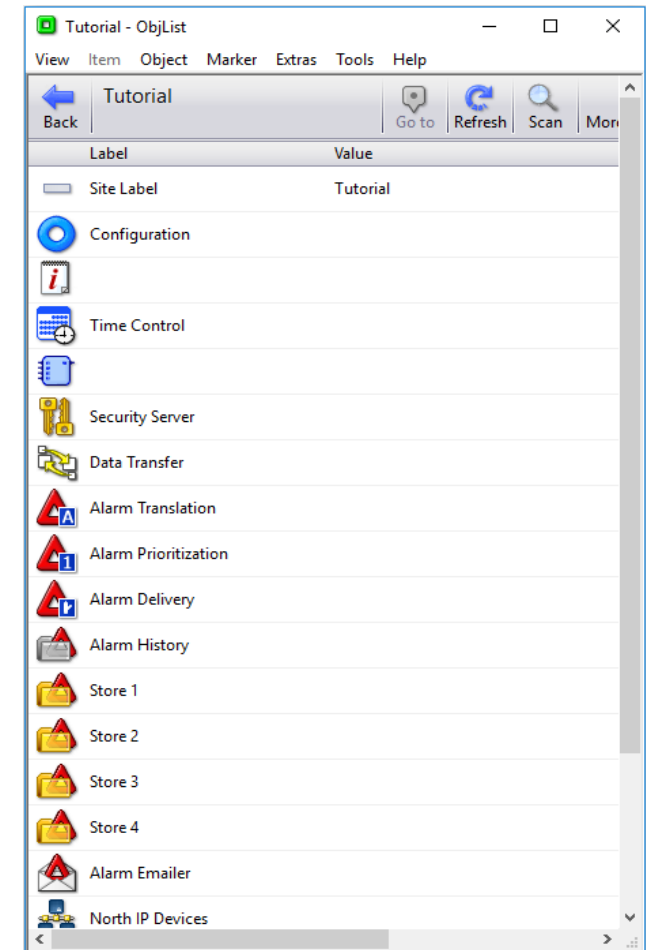 Tutorial - ObjList
View Item Object Marker Extras Tools Help
Back Tutorial Go to Refresh Scan More
Label Value
Site Label Tutorial
Configuration
i
Time Control
Security Server
Data Transfer
A Alarm Translation
1 Alarm Prioritization
Alarm Delivery
Alarm History
Store 1
Store 2
Store 3
Store 4
Alarm Emailer
North IP Devices